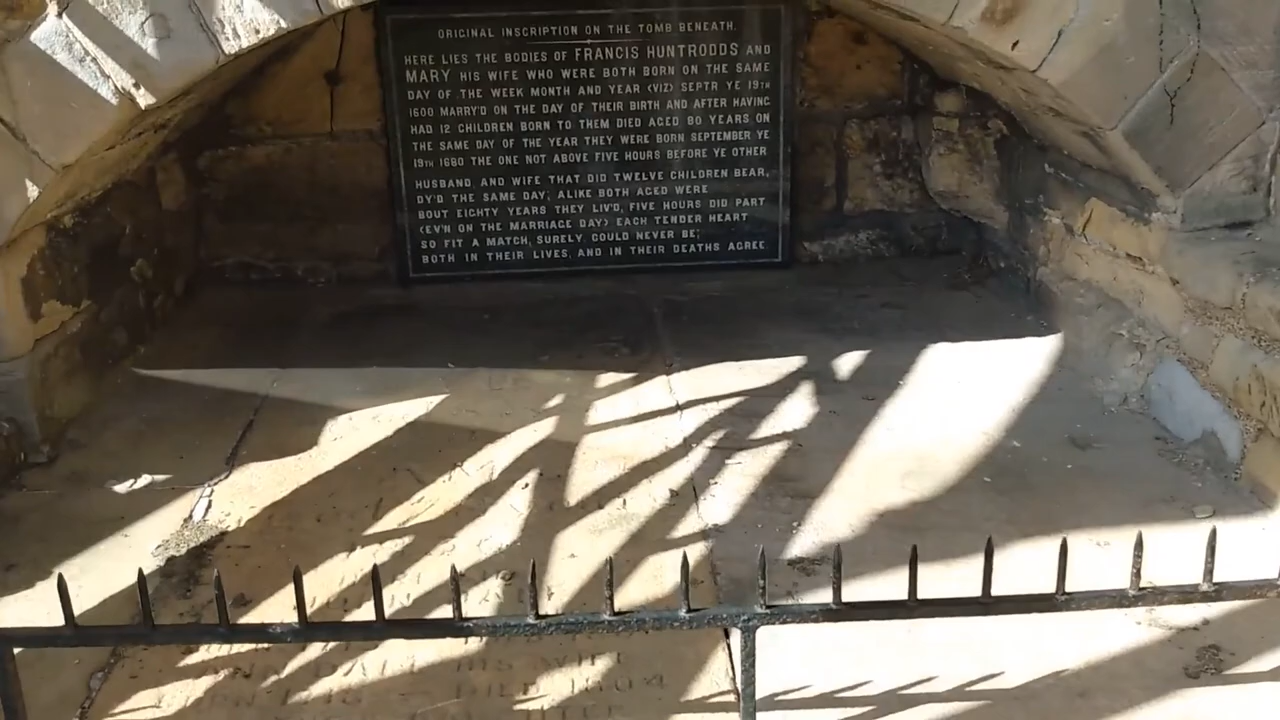 ORIGINAL INSCRIPTION ON THE TOMB BENEATH.
HERE LIES THE BODIES OF FRANCIS HUNTRODDS AND
MARY HIS WIFE WHO WERE BOTH BORN ON THE SAME
DAY OF THE WEEK MONTH AND YEAR (VIZ) SEPTR YE 19TH
1600 MARRY'D ON THE DAY OF THEIR BIRTH AND AFTER HAVING
HAD 12 CHILDREN BORN TO THEM DIED AGED 80 YEARS ON
THE SAME DAY OF THE YEAR THEY WERE BORN SEPTEMBER YE
19TH 1680 THE ONE NOT ABOVE FIVE HOURS BEFORE YE OTHER
HUSBAND, AND WIFE THAT DID TWELVE CHILDREN BEAR,
DY'D THE SAME DAY; ALIKE BOTH AGED WERE
BOUT EIGHTY YEARS THEY LIV'D, FIVE HOURS DID PART
(EV'N ON THE MARRIAGE DAY) EACH TENDER HEART
SO FIT A MATCH, SURELY COULD NEVER BE;
BOTH IN THEIR LIVES, AND IN THEIR DEATHS AGREE
HIS WIFE
DIED 1804